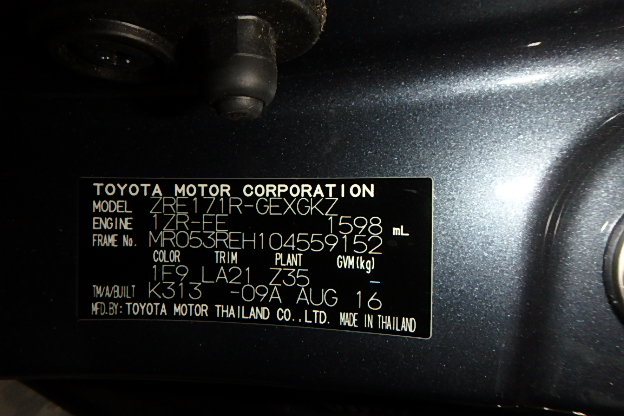 TOYOTA MOTOR CORPORATION
MODEL ZRE171R-GEXGKZ
ENGINE 1ZR-FE 1598 mL
FRAME No. MR053REH104559152
COLOR TRIM PLANT GVM(kg)
1F9 LA21 Z35 -
TM/A/BUILT K313 -09A AUG 16
MFD.BY: TOYOTA MOTOR THAILAND CO.,LTD. MADE IN THAILAND